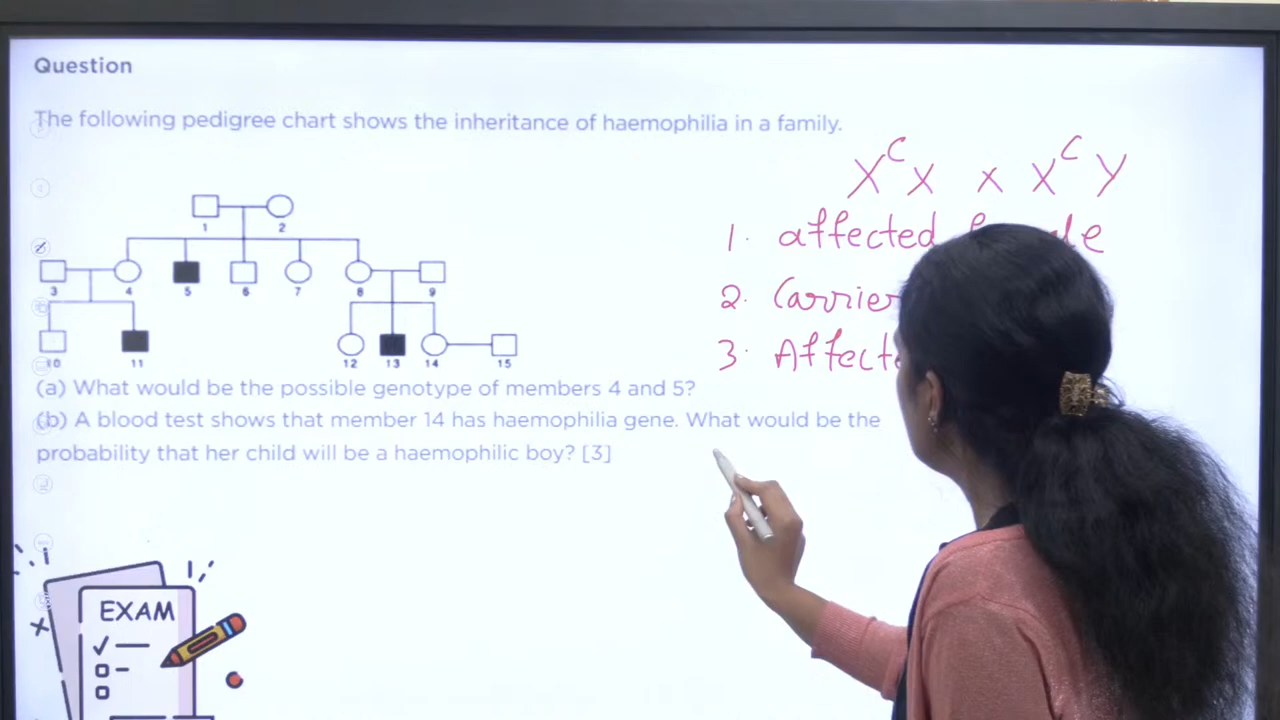 Question
The following pedigree chart shows the inheritance of haemophilia in a family.
1 2
3 4 5 6 7 8 9
10 11 12 13 14 15
(a) What would be the possible genotype of members 4 and 5?
(b) A blood test shows that member 14 has haemophilia gene. What would be the
probability that her child will be a haemophilic boy? [3]
X^C X x X^C Y
1. affected
2. Carrier
3. Affect
EXAM